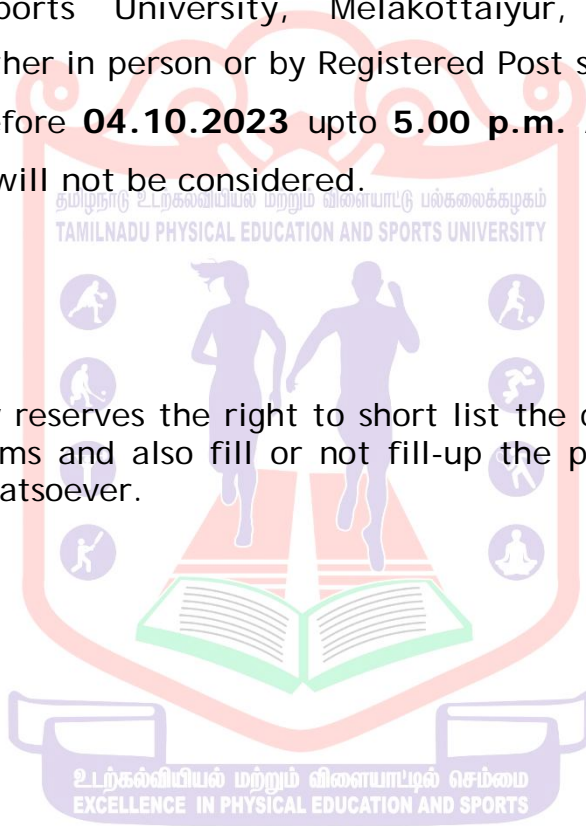 ports University, Melakottaiyur,
her in person or by Registered Post s
efore 04.10.2023 upto 5.00 p.m.
will not be considered.
தமிழ்நாடு உடற்கல்வியியல் மற்றும் விளையாட்டு பல்கலைக்கழகம்
TAMILNADU PHYSICAL EDUCATION AND SPORTS UNIVERSITY
reserves the right to short list the
ms and also fill or not fill-up the p
atsoever.
உடற்கல்வியியல் மற்றும் விளையாட்டில் செம்மை
EXCELLENCE IN PHYSICAL EDUCATION AND SPORTS